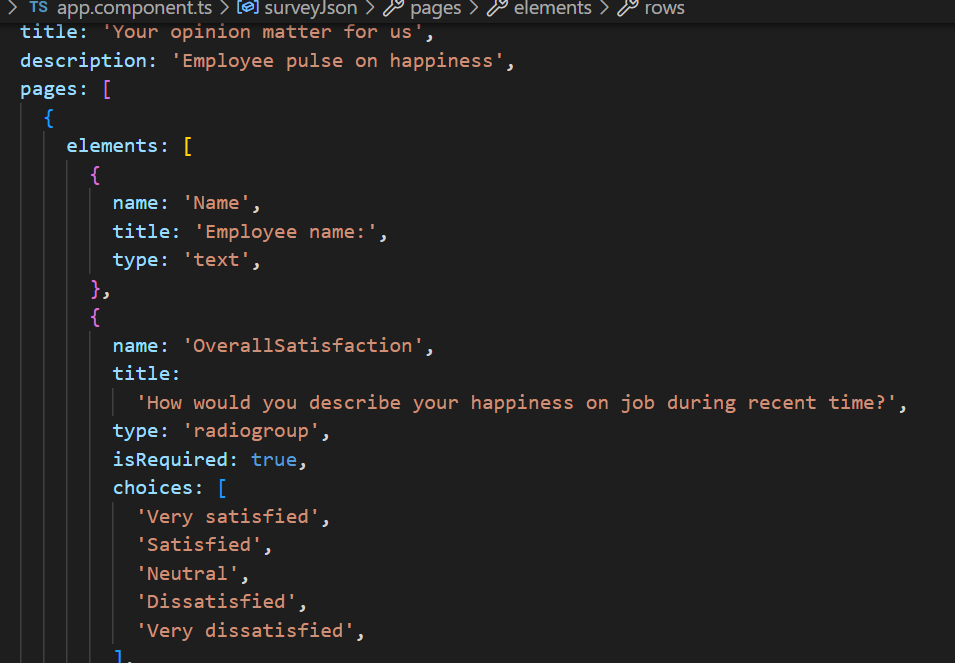 TS app.component.ts > surveyJson > pages > elements > rows
title: 'Your opinion matter for us',
description: 'Employee pulse on happiness',
pages: [
{
elements: [
{
name: 'Name',
title: 'Employee name:',
type: 'text',
},
{
name: 'OverallSatisfaction',
title:
'How would you describe your happiness on job during recent time?',
type: 'radiogroup',
isRequired: true,
choices: [
'Very satisfied',
'Satisfied',
'Neutral',
'Dissatisfied',
'Very dissatisfied',
],